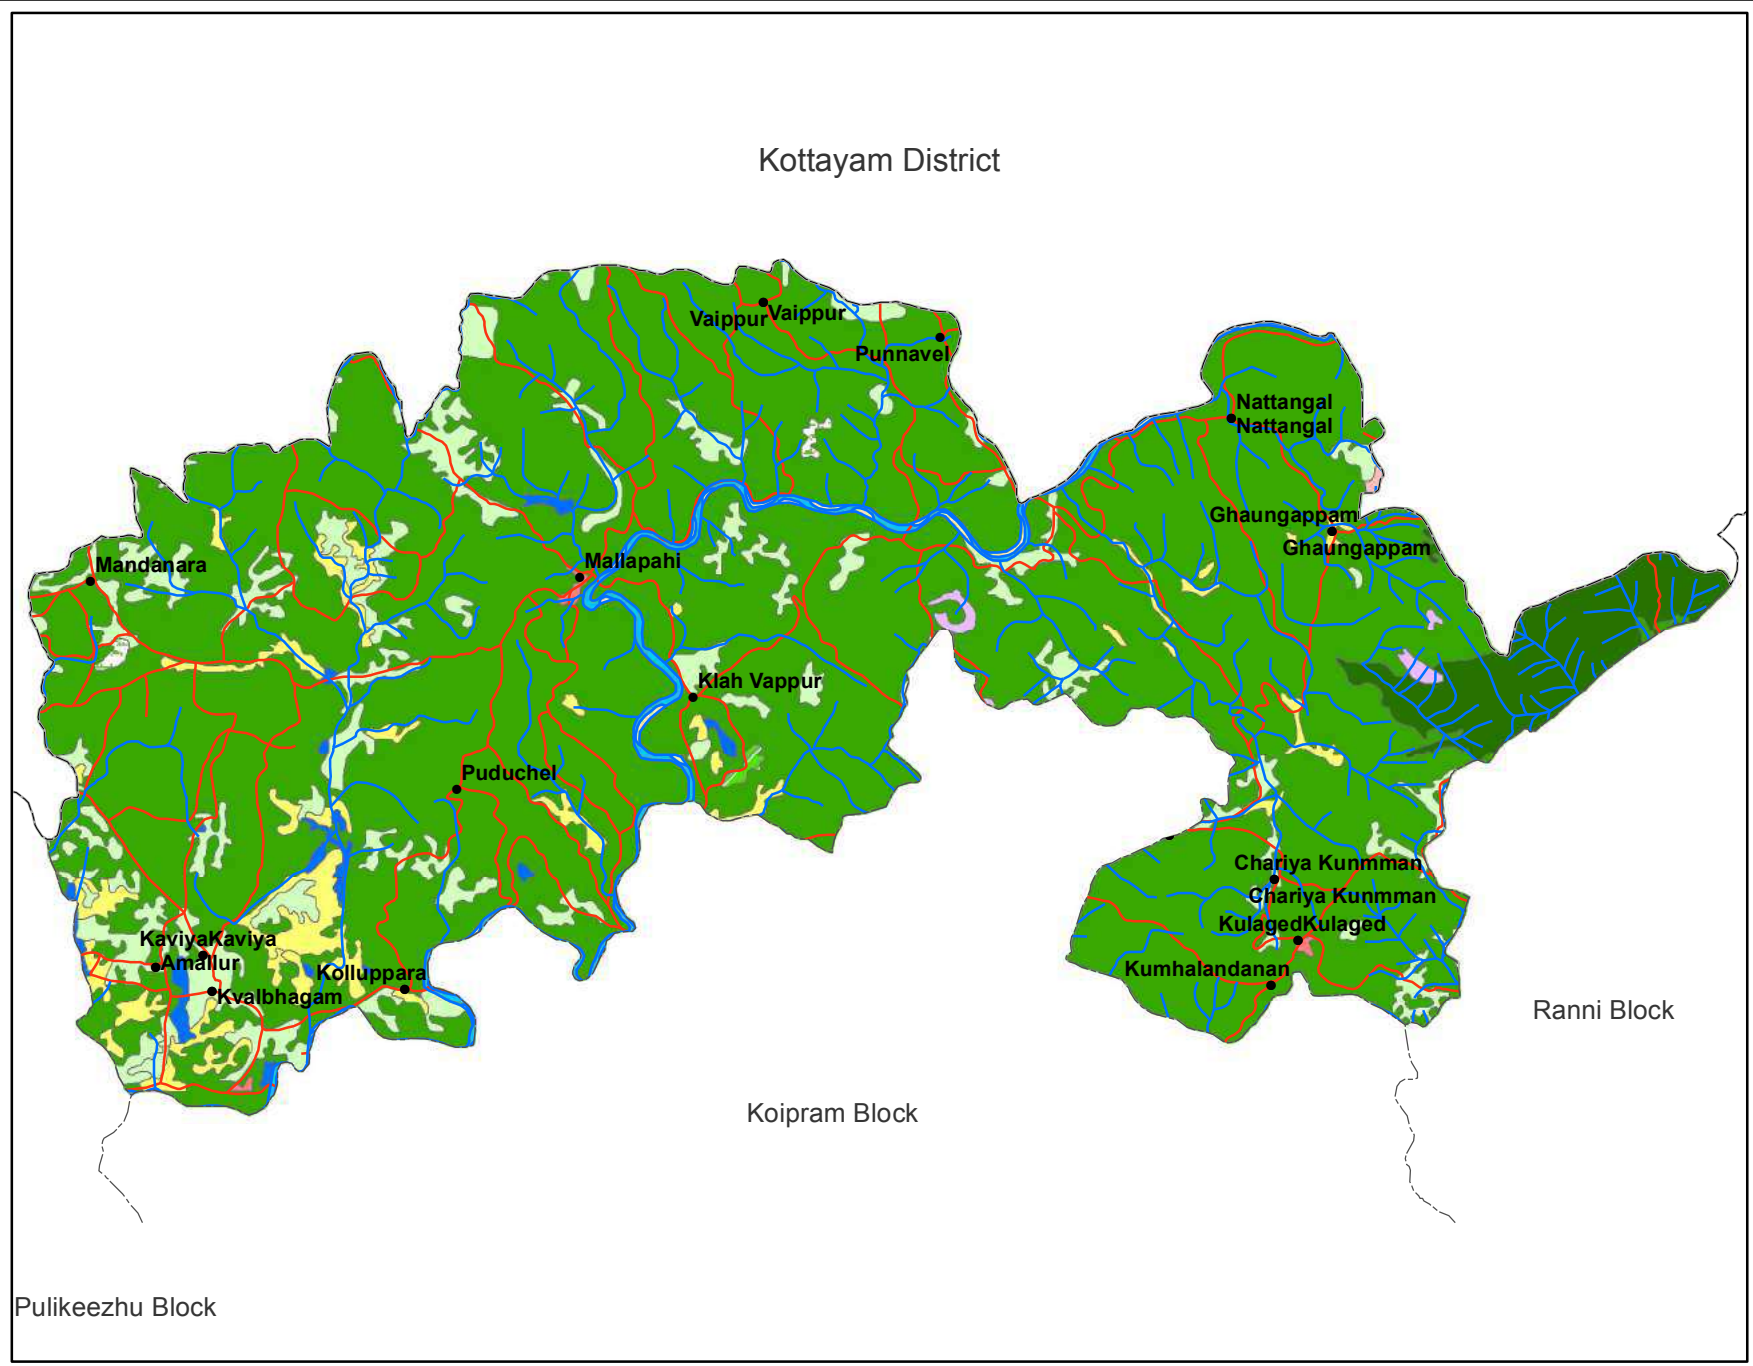 Kottayam District
Vaippur
Vaippur
Punnavel
Nattangal
Nattangal
Ghaungappam
Ghaungappam
Mandanara
Mallapahi
Klah Vappur
Puduchel
Chariya Kunmman
Chariya Kunmman
KulagedKulaged
KaviyaKaviya
Amallur
Kolluppara
Kumhalandanan
Kvalbhagam
Ranni Block
Koipram Block
Pulikeezhu Block